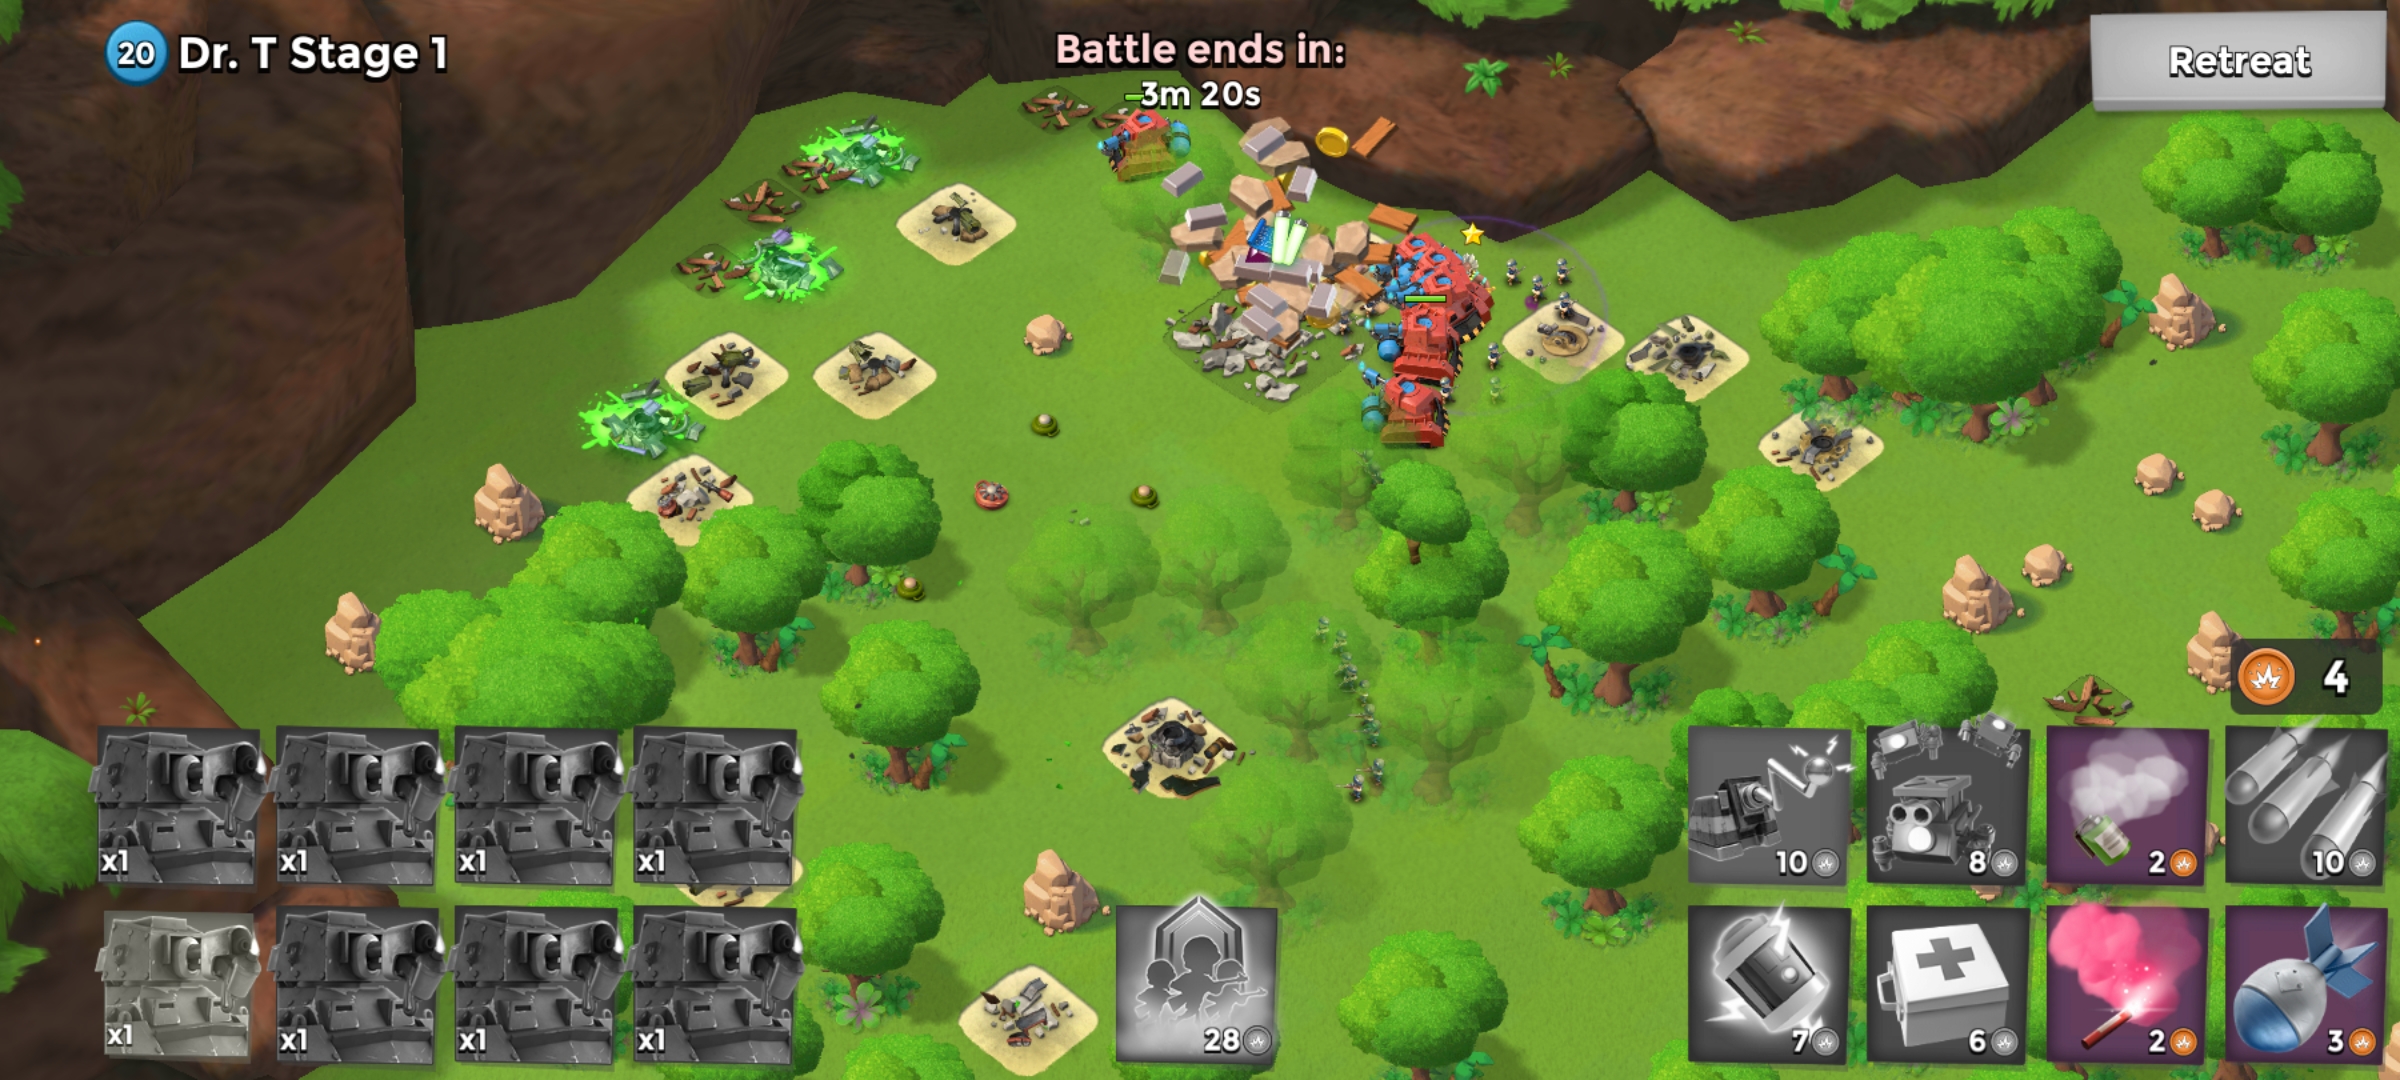 20 Dr. T Stage 1
Battle ends in:
3m 20s
Retreat
4
x1 x1 x1 x1
10 8 2 10
x1 x1 x1 x1
28
7 6 2 3